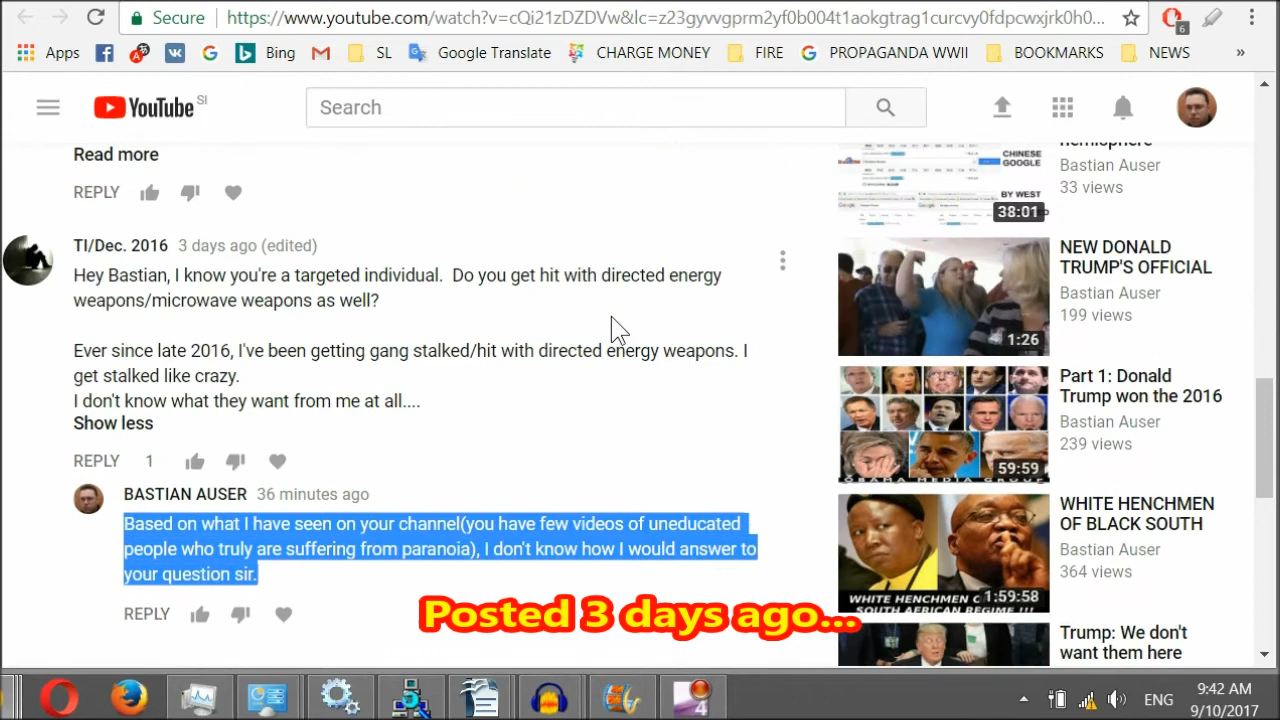 Secure
https://www.youtube.com/watch?v=cQi21zDZDVw&lc=z23gyvvgprm2yf0b004t1aokgtrag1curcvy0fdpcwxjrk0h0...
6
Apps
Bing
SL
Google Translate
CHARGE MONEY
FIRE
PROPAGANDA WWII
BOOKMARKS
NEWS
»
YouTube SI
Search
Read more
REPLY
TI/Dec. 2016 3 days ago (edited)
Hey Bastian, I know you're a targeted individual. Do you get hit with directed energy
weapons/microwave weapons as well?
Ever since late 2016, I've been getting gang stalked/hit with directed energy weapons. I
get stalked like crazy.
I don't know what they want from me at all....
Show less
REPLY 1
BASTIAN AUSER 36 minutes ago
Based on what I have seen on your channel(you have few videos of uneducated
people who truly are suffering from paranoia), I don't know how I would answer to
your question sir.
REPLY
Posted 3 days ago...
CHINESE
GOOGLE
BY WEST
38:01
hemisphere
Bastian Auser
33 views
1:26
NEW DONALD
TRUMP'S OFFICIAL
Bastian Auser
199 views
OBAMA MEDIA GROUP
59:59
Part 1: Donald
Trump won the 2016
Bastian Auser
239 views
1:59:58
WHITE HENCHMEN
SOUTH AFRICAN REGIME !!!
WHITE HENCHMEN
OF BLACK SOUTH
Bastian Auser
364 views
Trump: We don't
want them here
4
ENG
9:42 AM
9/10/2017